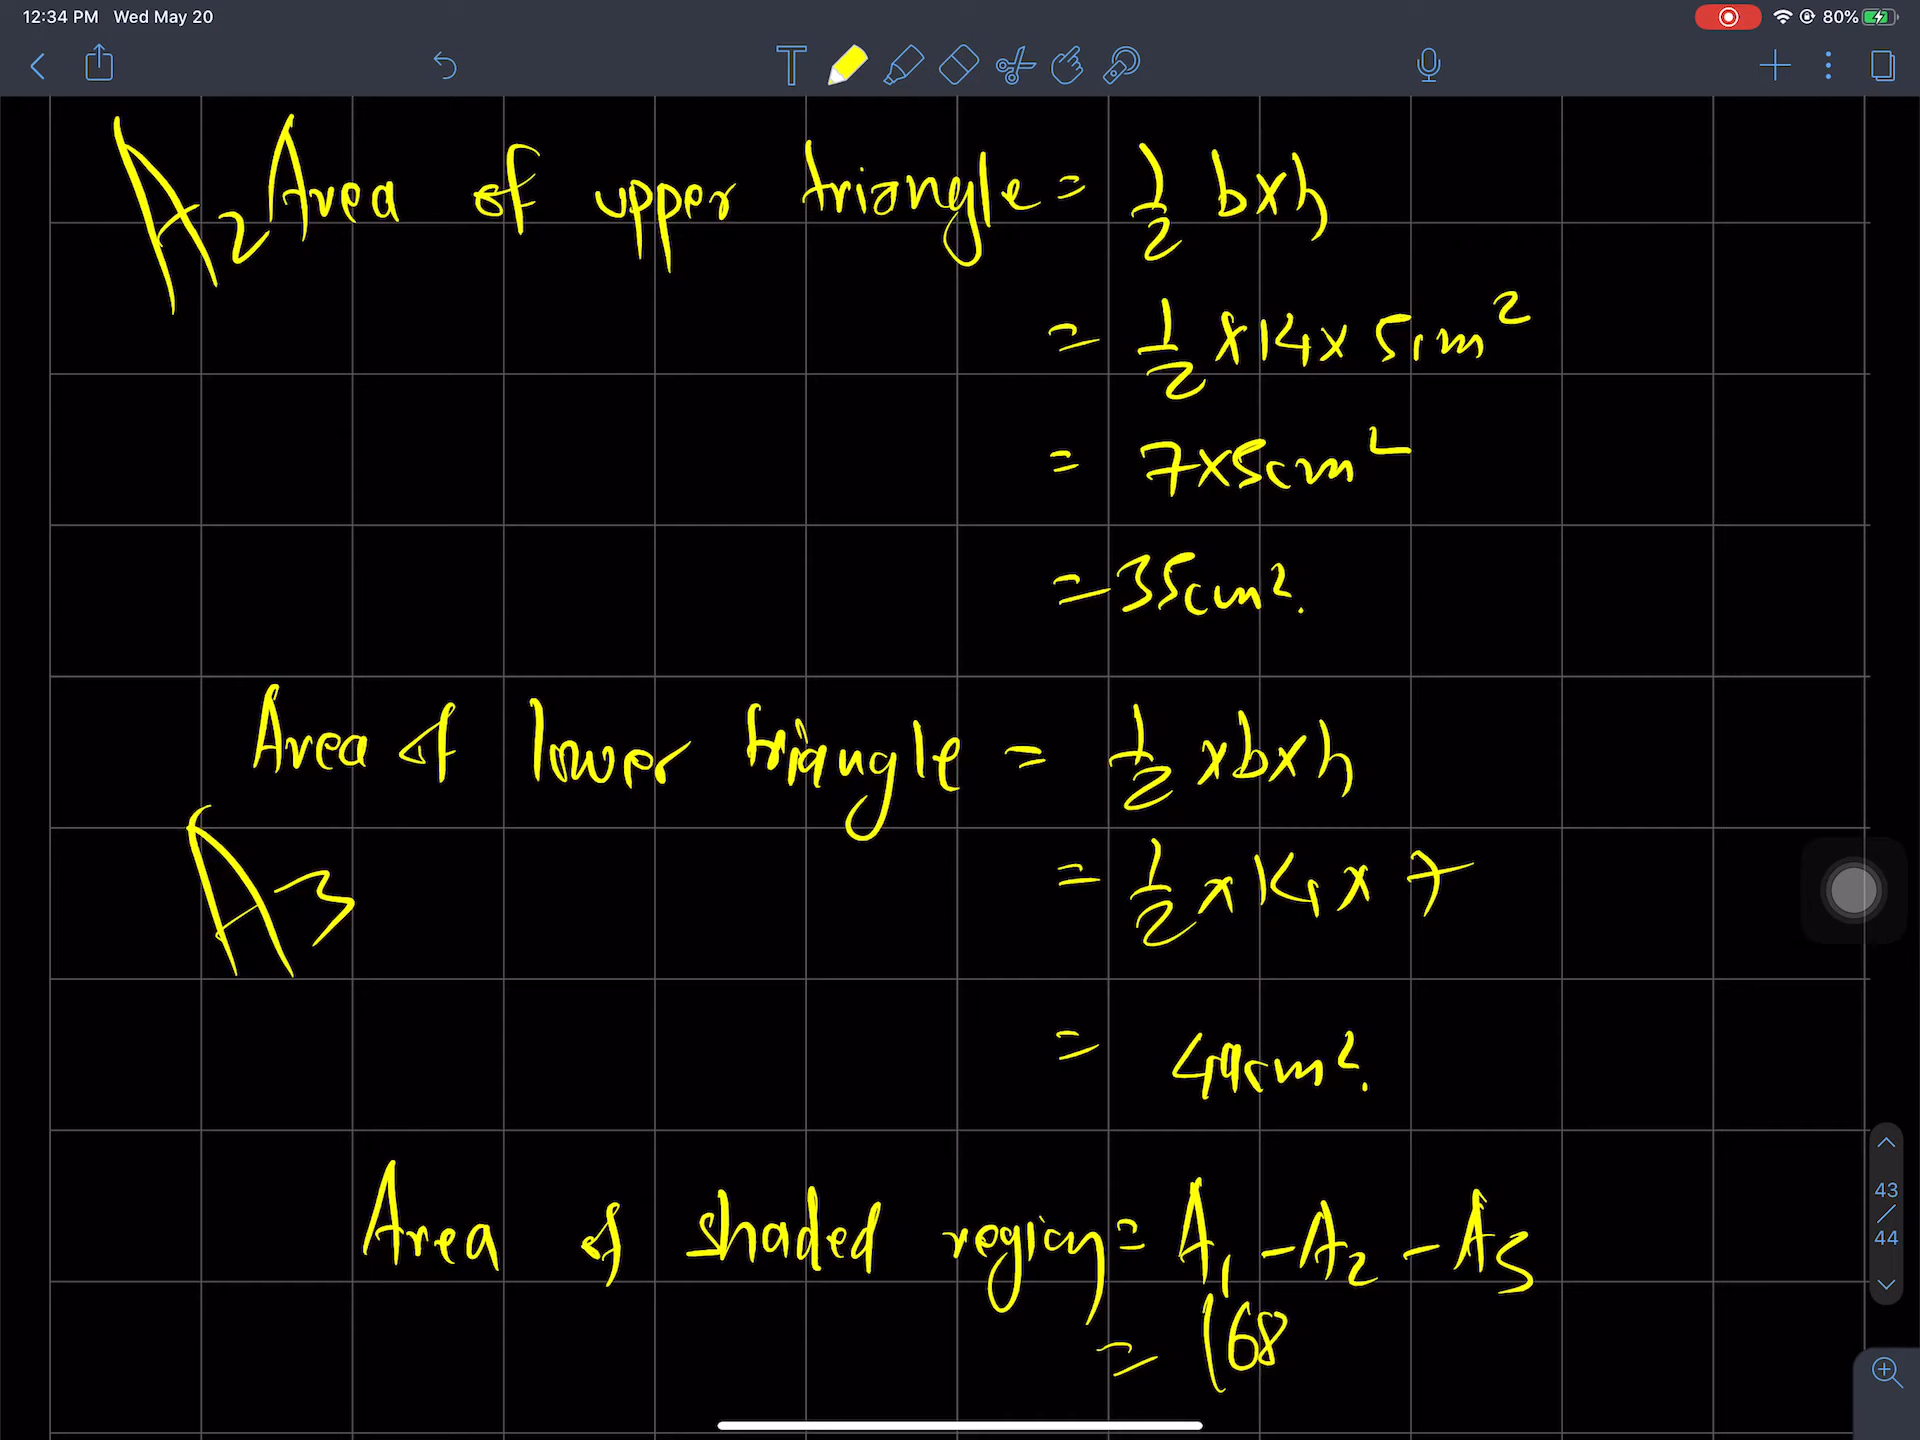 12:34 PM Wed May 20
80%
A₂ Area of upper triangle = 1/2 b×h
= 1/2 × 14 × 5cm²
= 7×5cm²
= 35cm².
Area of lower triangle = 1/2 ×b×h
A3
= 1/2 × 14 × 7
= 49cm².
Area of shaded region = A₁ - A₂ - A₃
= 168
43
/
44